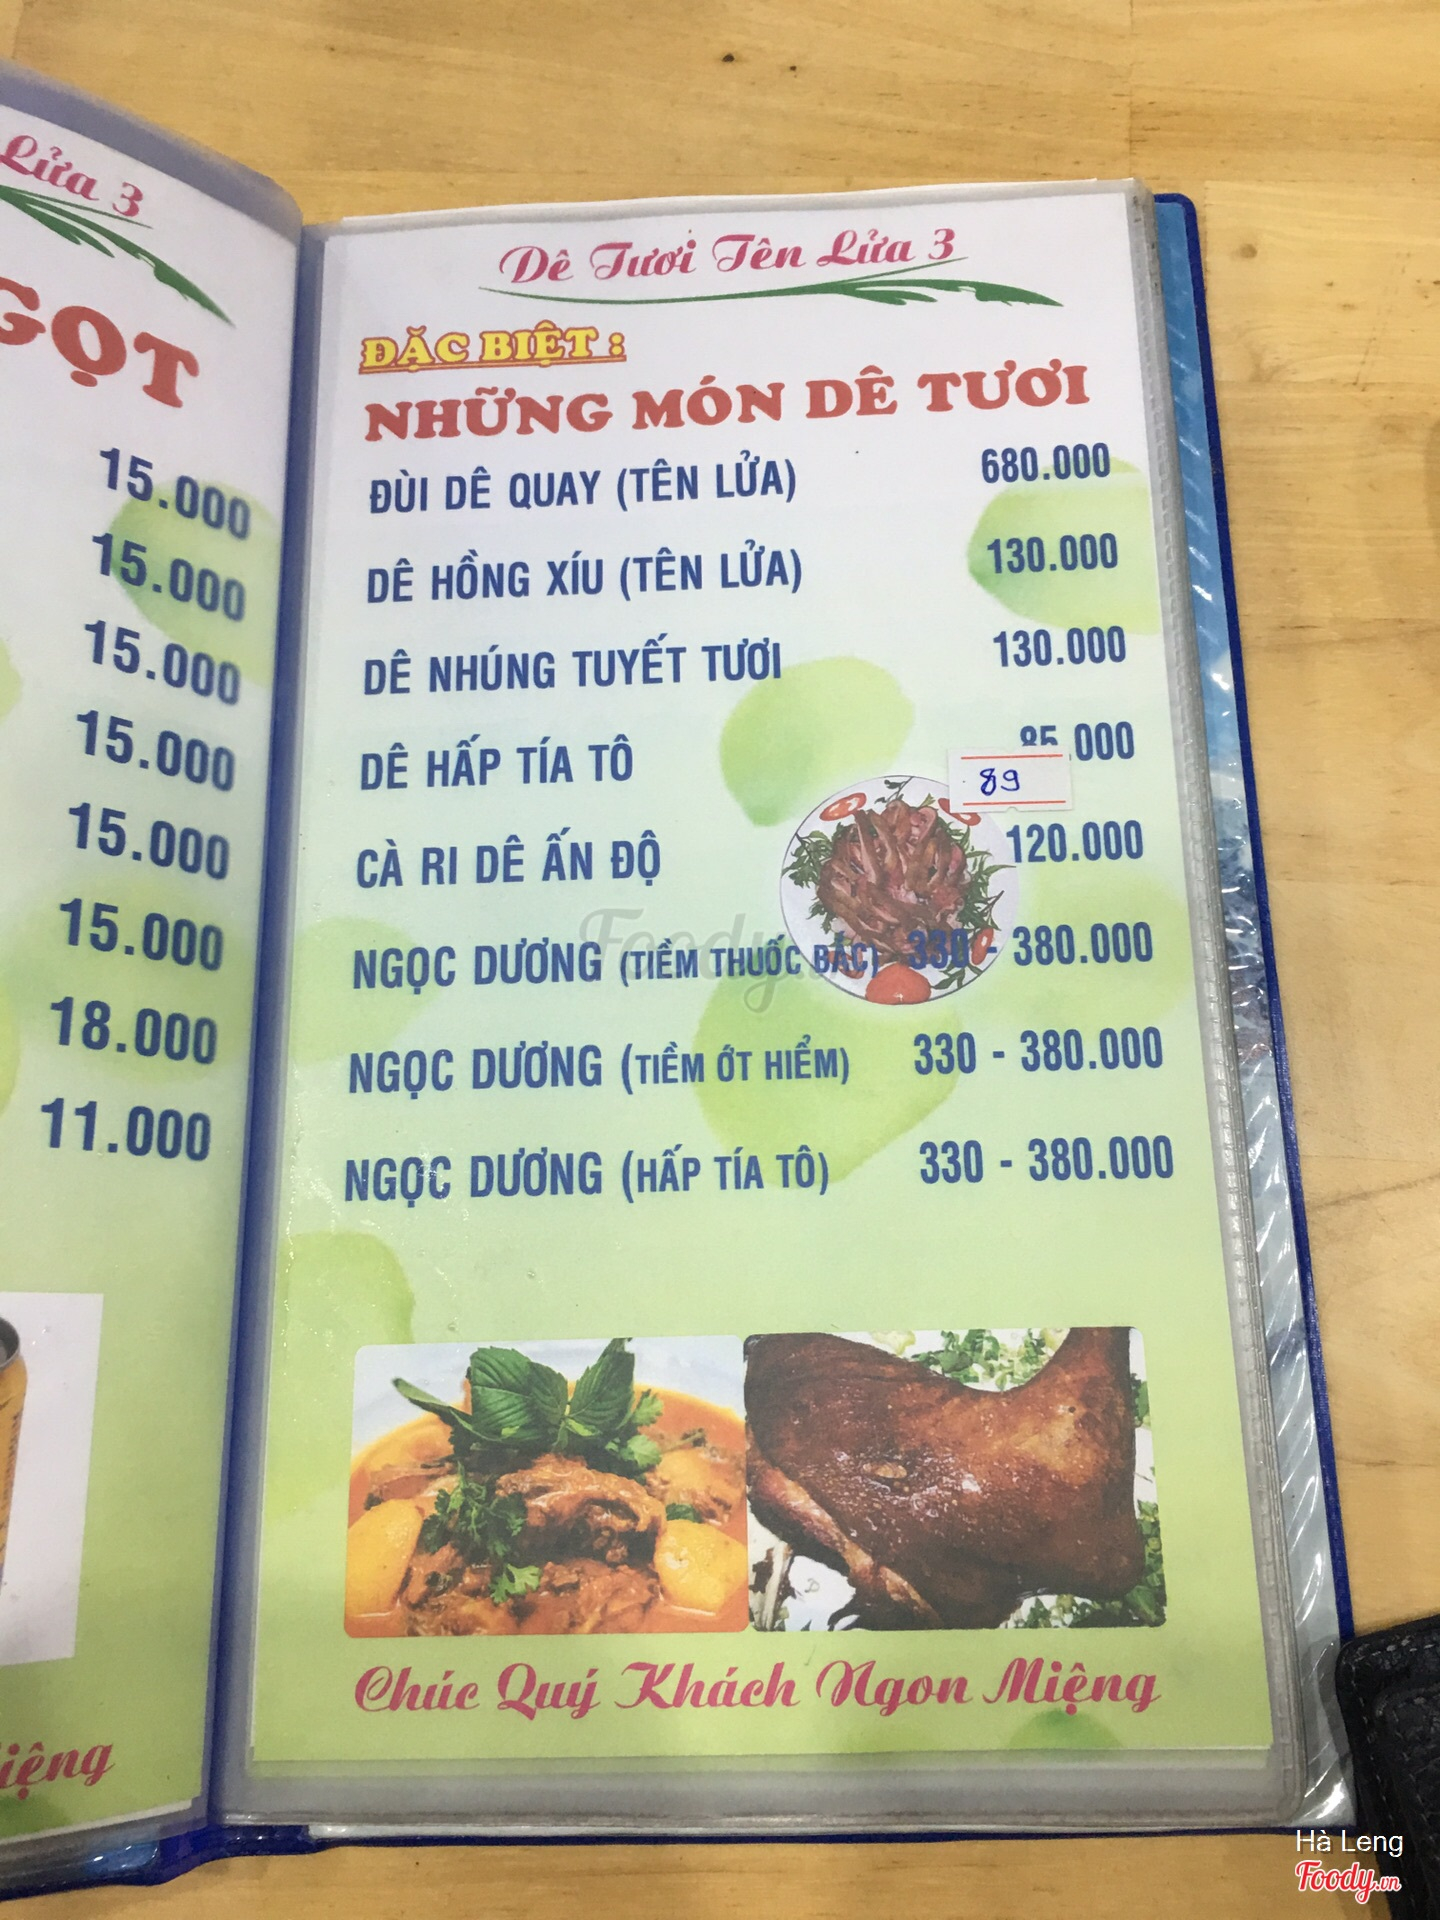 Lửa 3
GỌT
15.000
15.000
15.000
15.000
15.000
15.000
18.000
11.000
iệng
Dê Tươi Tên Lửa 3
ĐẶC BIỆT :
NHỮNG MÓN DÊ TƯƠI
ĐÙI DÊ QUAY (TÊN LỬA) 680.000
DÊ HỒNG XÍU (TÊN LỬA) 130.000
DÊ NHÚNG TUYẾT TƯƠI 130.000
DÊ HẤP TÍA TÔ 85.000
89
CÀ RI DÊ ẤN ĐỘ 120.000
NGỌC DƯƠNG (TIỀM THUỐC BẮC) 330 - 380.000
NGỌC DƯƠNG (TIỀM ỚT HIỂM) 330 - 380.000
NGỌC DƯƠNG (HẤP TÍA TÔ) 330 - 380.000
Chúc Quý Khách Ngon Miệng
Foody.vn
Hà Leng
Foody.vn